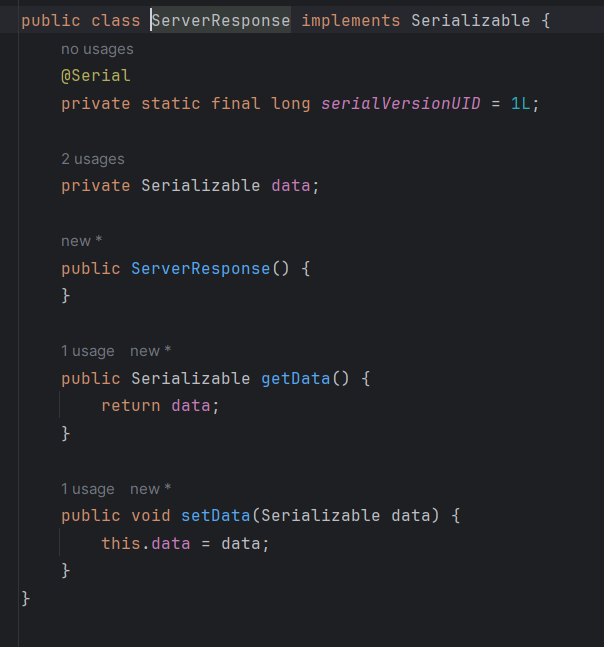 public class ServerResponse implements Serializable {
no usages
@Serial
private static final long serialVersionUID = 1L;
2 usages
private Serializable data;
new *
public ServerResponse() {
}
1 usage new *
public Serializable getData() {
return data;
}
1 usage new *
public void setData(Serializable data) {
this.data = data;
}
}